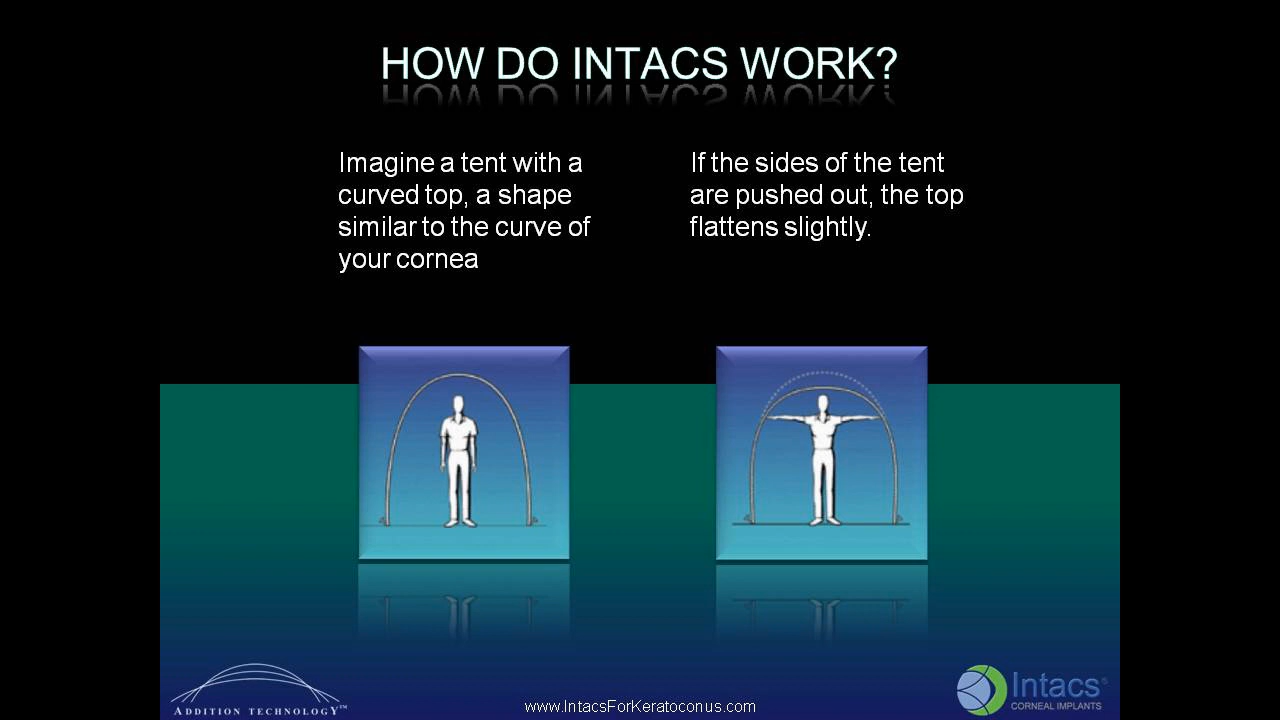 HOW DO INTACS WORK?
Imagine a tent with a
curved top, a shape
similar to the curve of
your cornea
If the sides of the tent
are pushed out, the top
flattens slightly.
ADDITION TECHNOLOGY™
www.IntacsForKeratoconus.com
Intacs®
CORNEAL IMPLANTS